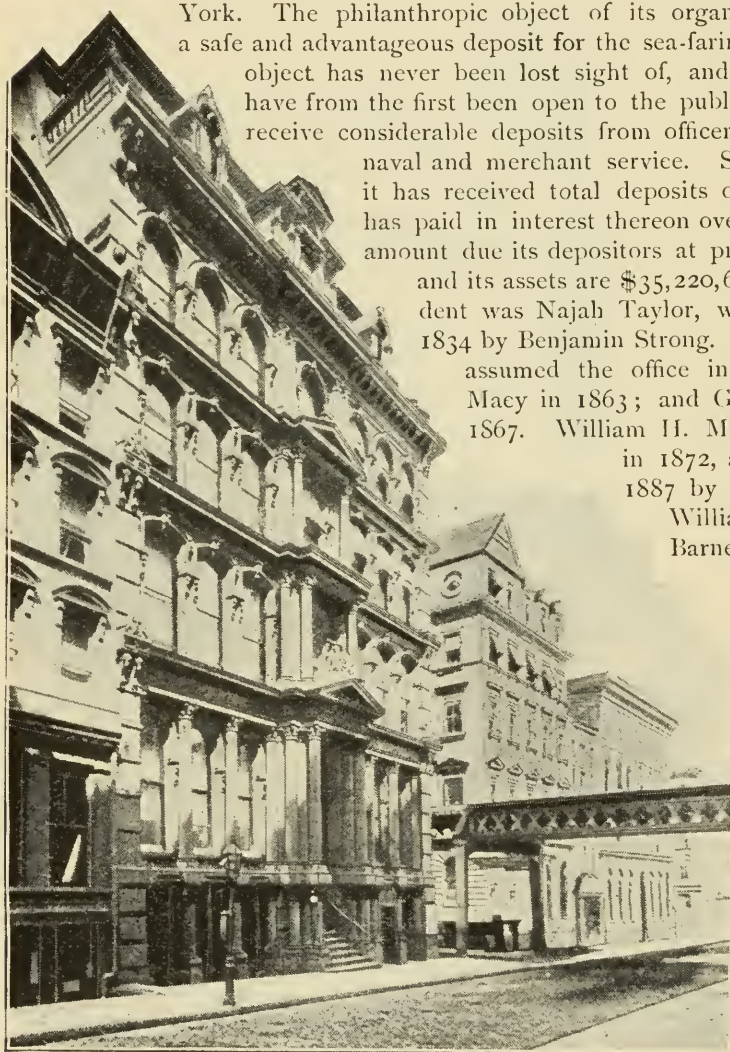 York. The philanthropic object of its organ
a safe and advantageous deposit for the sea-farin
object has never been lost sight of, and
have from the first been open to the publ
receive considerable deposits from officer
naval and merchant service. S
it has received total deposits o
has paid in interest thereon ove
amount due its depositors at pr
and its assets are $35,220,6
dent was Najah Taylor, w
1834 by Benjamin Strong.
assumed the office in
Macy in 1863; and G
1867. William H. M
in 1872, a
1887 by
Willia
Barne